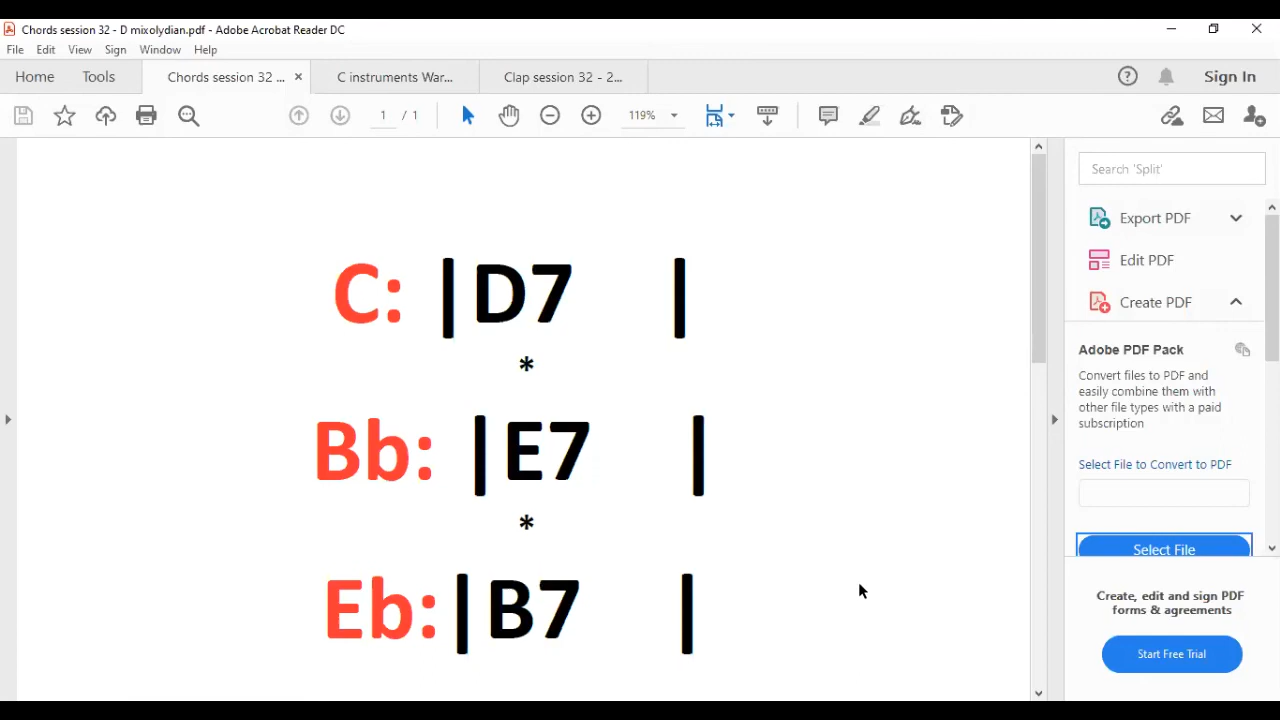 Chords session 32 - D mixolydian.pdf - Adobe Acrobat Reader DC
File Edit View Sign Window Help
Home Tools Chords session 32 ... × C instruments War... Clap session 32 - 2... Sign In
1 / 1 119%
Search 'Split'
Export PDF
Edit PDF
Create PDF
Adobe PDF Pack
Convert files to PDF and
easily combine them with
other file types with a paid
subscription
Select File to Convert to PDF
Select File
Create, edit and sign PDF
forms & agreements
Start Free Trial
C: |D7 |
*
Bb: |E7 |
*
Eb:|B7 |